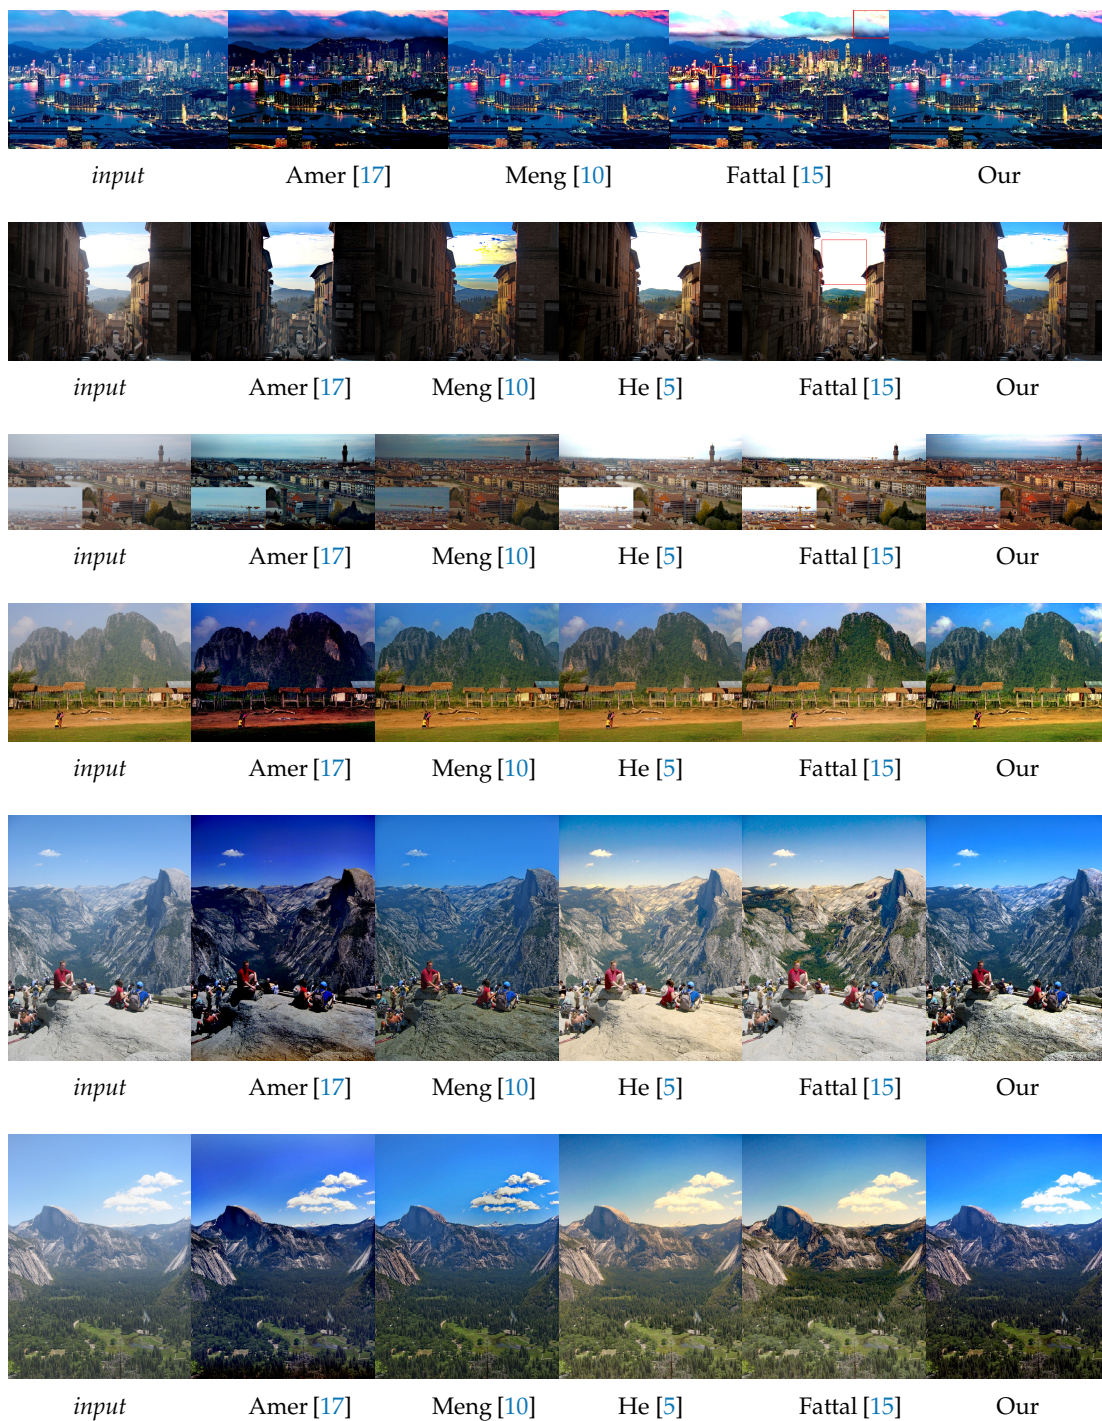 input Amer [17] Meng [10] Fattal [15] Our
input Amer [17] Meng [10] He [5] Fattal [15] Our
input Amer [17] Meng [10] He [5] Fattal [15] Our
input Amer [17] Meng [10] He [5] Fattal [15] Our
input Amer [17] Meng [10] He [5] Fattal [15] Our
input Amer [17] Meng [10] He [5] Fattal [15] Our